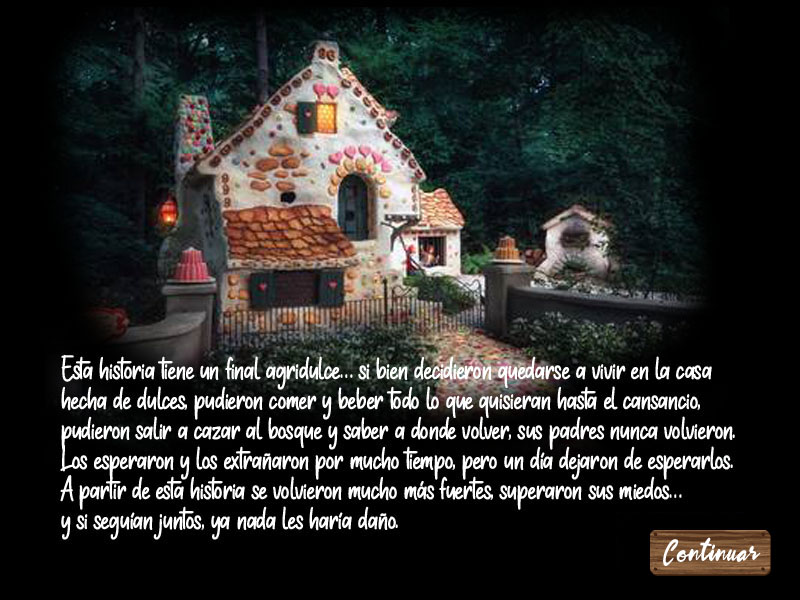 Esta historia tiene un final agridulce... si bien decidieron quedarse a vivir en la casa
hecha de dulces, pudieron comer y beber todo lo que quisieran hasta el cansancio,
pudieron salir a cazar al bosque y saber a donde volver, sus padres nunca volvieron.
Los esperaron y los extrañaron por mucho tiempo, pero un día dejaron de esperarlos.
A partir de esta historia se volvieron mucho más fuertes, superaron sus miedos...
y si seguían juntos, ya nada les haría daño.
Continuar